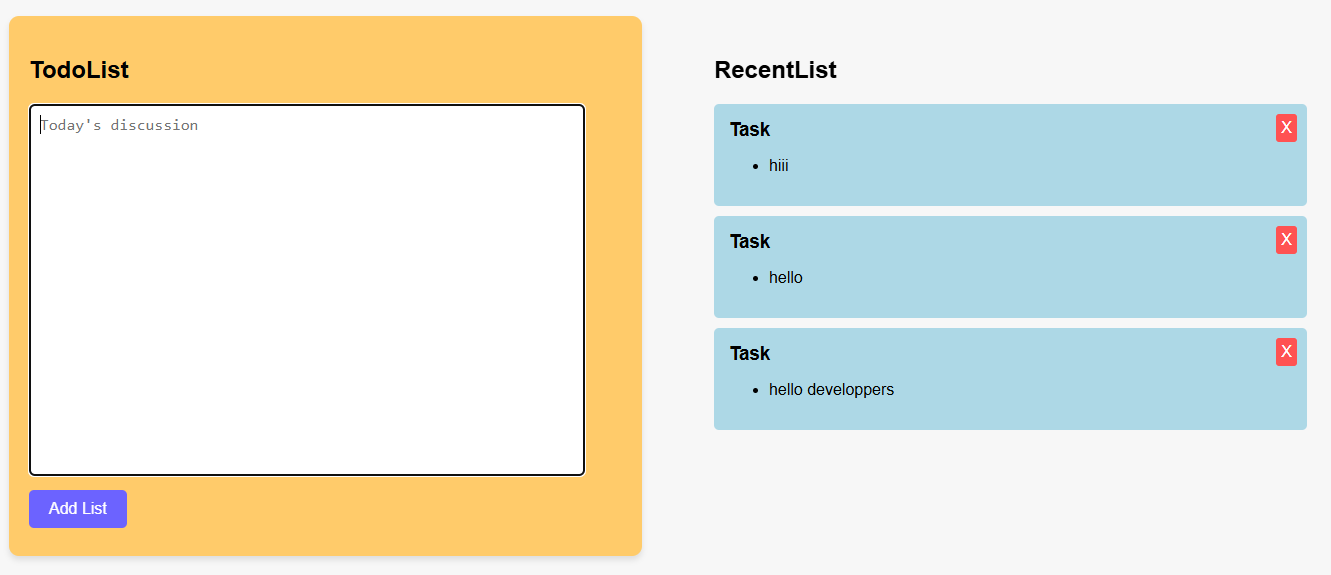 TodoList
Today's discussion
Add List
RecentList
Task
X
• hiii
Task
X
• hello
Task
X
• hello developpers